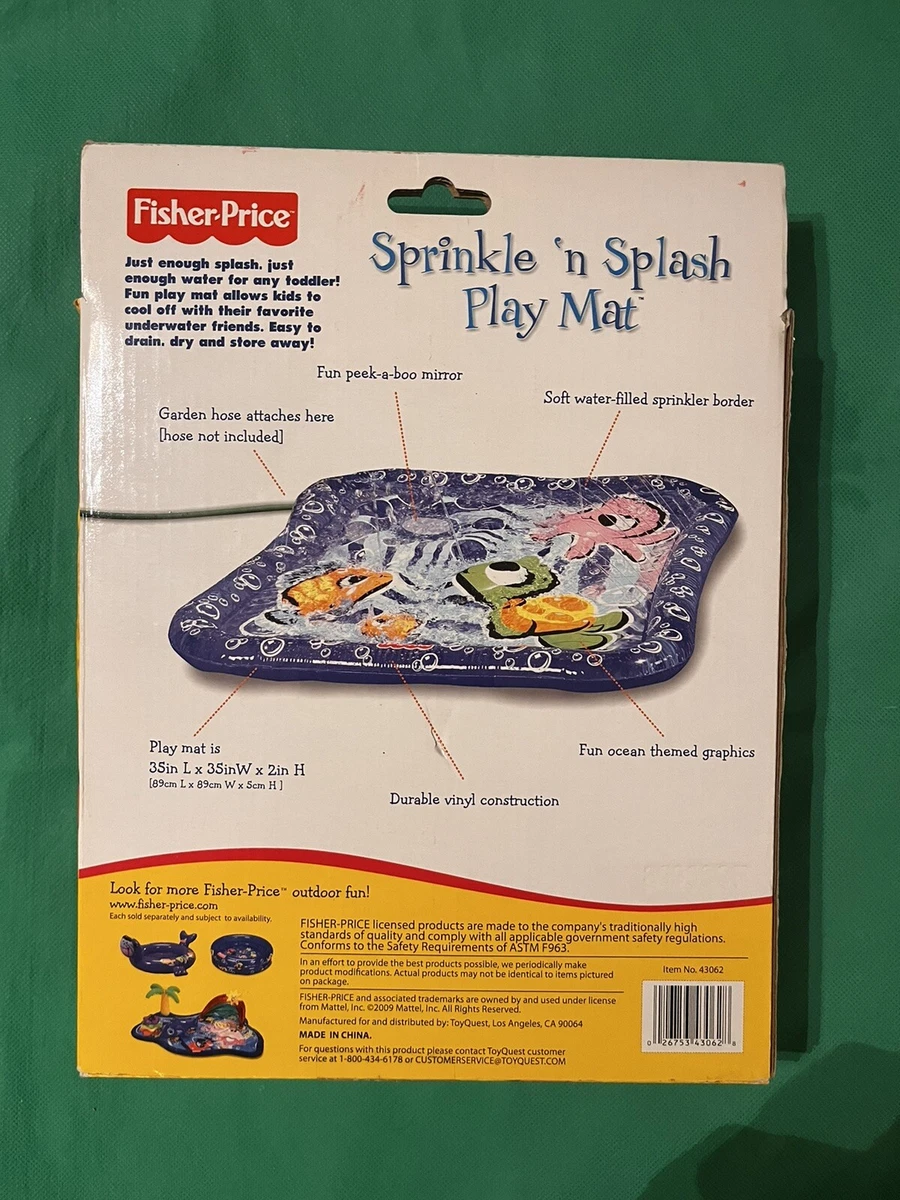 Fisher-Price™
Just enough splash, just
enough water for any toddler!
Fun play mat allows kids to
cool off with their favorite
underwater friends. Easy to
drain, dry and store away!
Sprinkle 'n Splash
Play Mat™
Fun peek-a-boo mirror
Soft water-filled sprinkler border
Garden hose attaches here
[hose not included]
Play mat is
35in L x 35inW x 2in H
[89cm L x 89cm W x 5cm H ]
Fun ocean themed graphics
Durable vinyl construction
Look for more Fisher-Price™ outdoor fun!
www.fisher-price.com
Each sold separately and subject to availability.
FISHER-PRICE licensed products are made to the company's traditionally high
standards of quality and comply with all applicable government safety regulations.
Conforms to the Safety Requirements of ASTM F963.
In an effort to provide the best products possible, we periodically make
product modifications. Actual products may not be identical to items pictured
on package.
FISHER-PRICE and associated trademarks are owned by and used under license
from Mattel, Inc. ©2009 Mattel, Inc. All Rights Reserved.
Manufactured for and distributed by: ToyQuest, Los Angeles, CA 90064
MADE IN CHINA.
For questions with this product please contact ToyQuest customer
service at 1-800-434-6178 or CUSTOMERSERVICE@TOYQUEST.COM
Item No. 43062
0 26753 43062 8